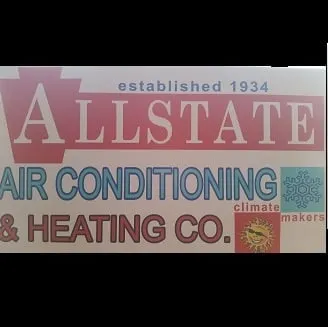 established 1934
ALLSTATE
AIR CONDITIONING
& HEATING CO.
climate
makers